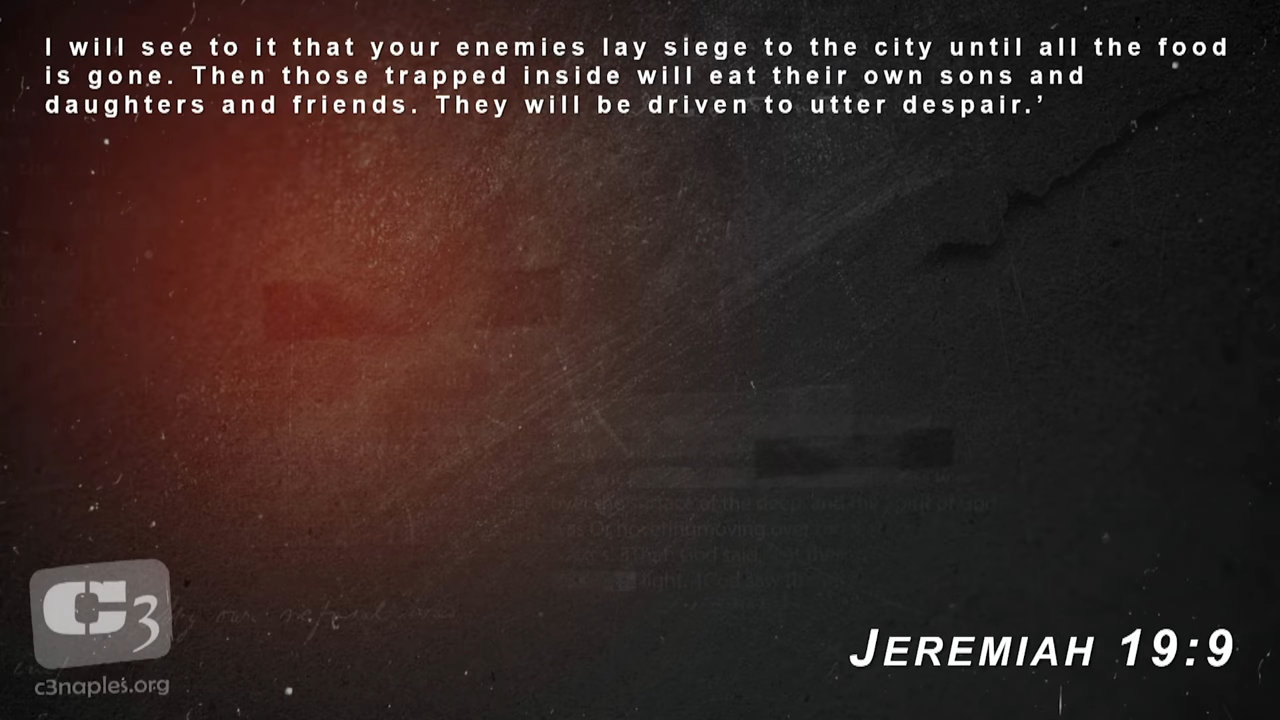 I will see to it that your enemies lay siege to the city until all the food
is gone. Then those trapped inside will eat their own sons and
daughters and friends. They will be driven to utter despair.’
C3
c3naples.org
JEREMIAH 19:9